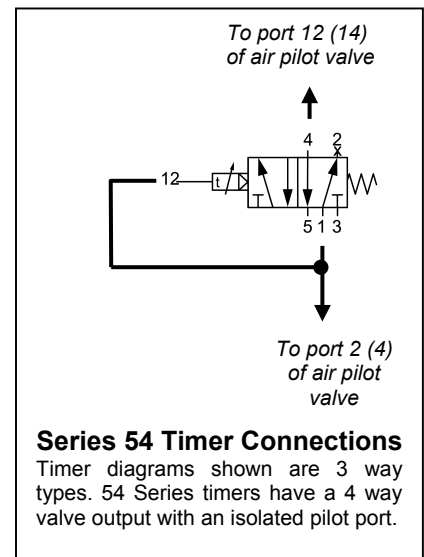 To port 12 (14)
of air pilot valve
4 2
12
t
5 1 3
To port 2 (4)
of air pilot
valve
Series 54 Timer Connections
Timer diagrams shown are 3 way
types. 54 Series timers have a 4 way
valve output with an isolated pilot port.